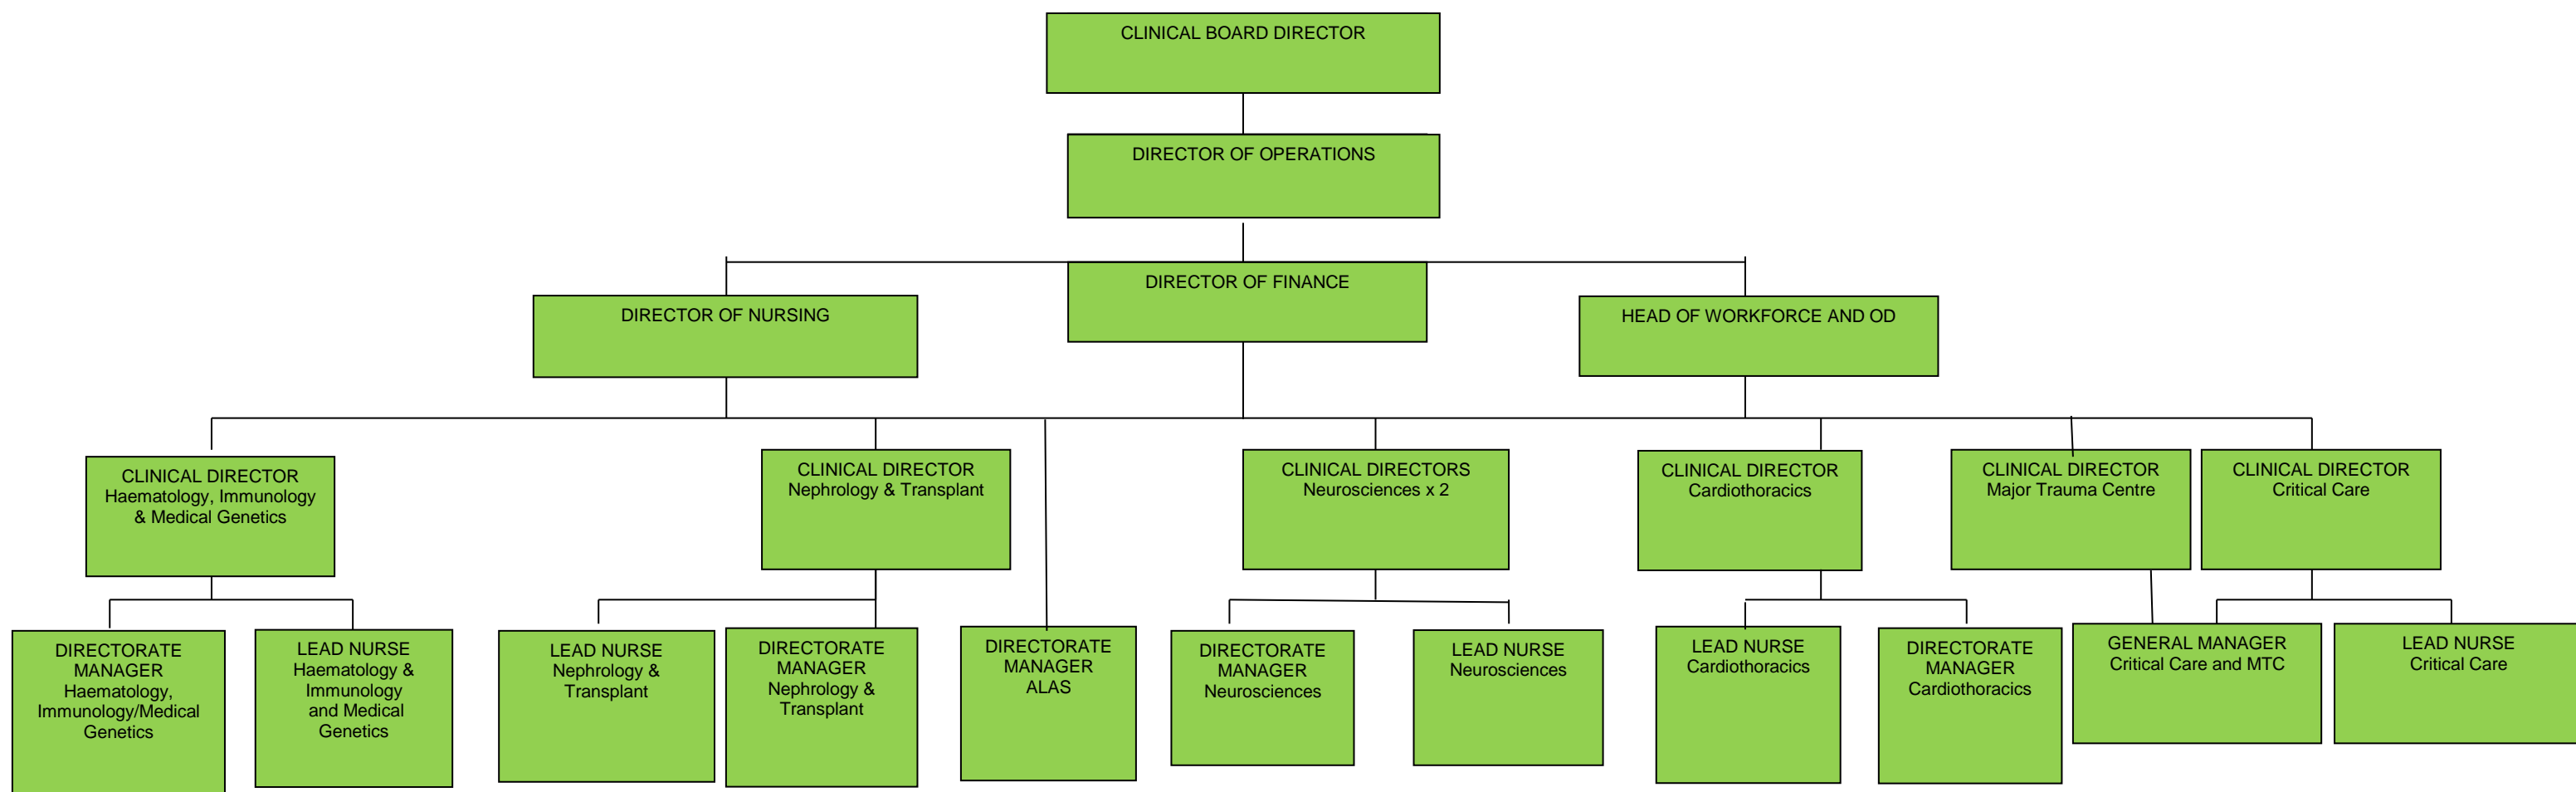 CLINICAL BOARD DIRECTOR
DIRECTOR OF OPERATIONS
DIRECTOR OF FINANCE
DIRECTOR OF NURSING
HEAD OF WORKFORCE AND OD
CLINICAL DIRECTOR
Haematology, Immunology
& Medical Genetics
CLINICAL DIRECTOR
Nephrology & Transplant
CLINICAL DIRECTORS
Neurosciences x 2
CLINICAL DIRECTOR
Cardiothoracics
CLINICAL DIRECTOR
Major Trauma Centre
CLINICAL DIRECTOR
Critical Care
DIRECTORATE
MANAGER
Haematology,
Immunology/Medical
Genetics
LEAD NURSE
Haematology &
Immunology
and Medical
Genetics
LEAD NURSE
Nephrology &
Transplant
DIRECTORATE
MANAGER
Nephrology &
Transplant
DIRECTORATE
MANAGER
ALAS
DIRECTORATE
MANAGER
Neurosciences
LEAD NURSE
Neurosciences
LEAD NURSE
Cardiothoracics
DIRECTORATE
MANAGER
Cardiothoracics
GENERAL MANAGER
Critical Care and MTC
LEAD NURSE
Critical Care